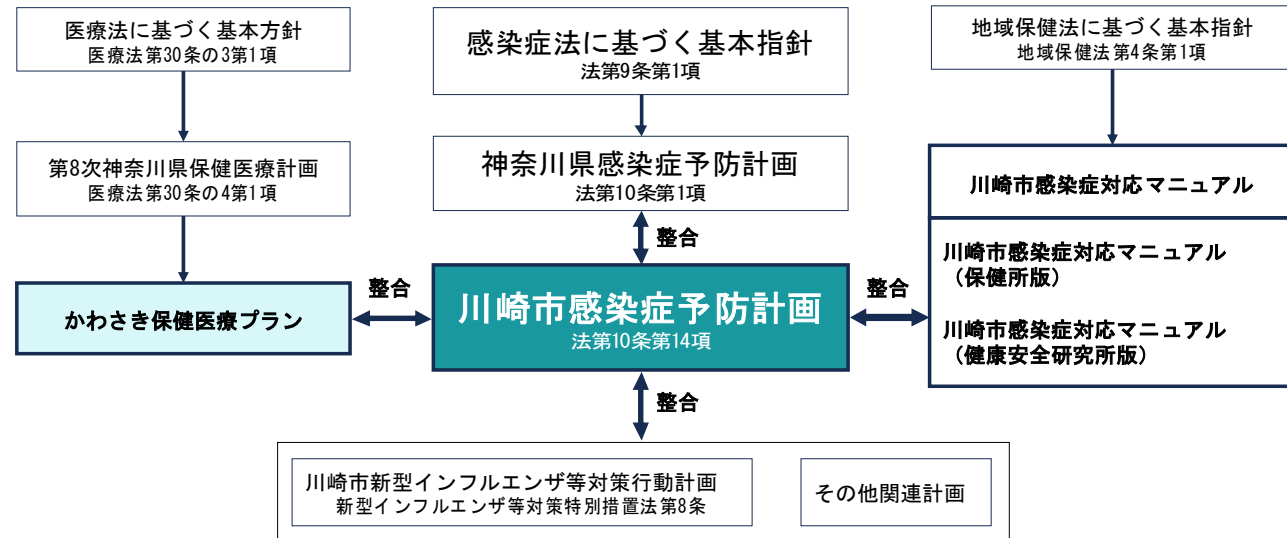 医療法に基づく基本方針
医療法第30条の3第1項
感染症法に基づく基本指針
法第9条第1項
地域保健法に基づく基本指針
地域保健法第4条第1項
第8次神奈川県保健医療計画
医療法第30条の4第1項
神奈川県感染症予防計画
法第10条第1項
川崎市感染症対応マニュアル
整合
川崎市感染症対応マニュアル
（保健所版）
川崎市感染症対応マニュアル
（健康安全研究所版）
かわさき保健医療プラン
整合
川崎市感染症予防計画
法第10条第14項
整合
整合
川崎市新型インフルエンザ等対策行動計画
新型インフルエンザ等対策特別措置法第8条
その他関連計画